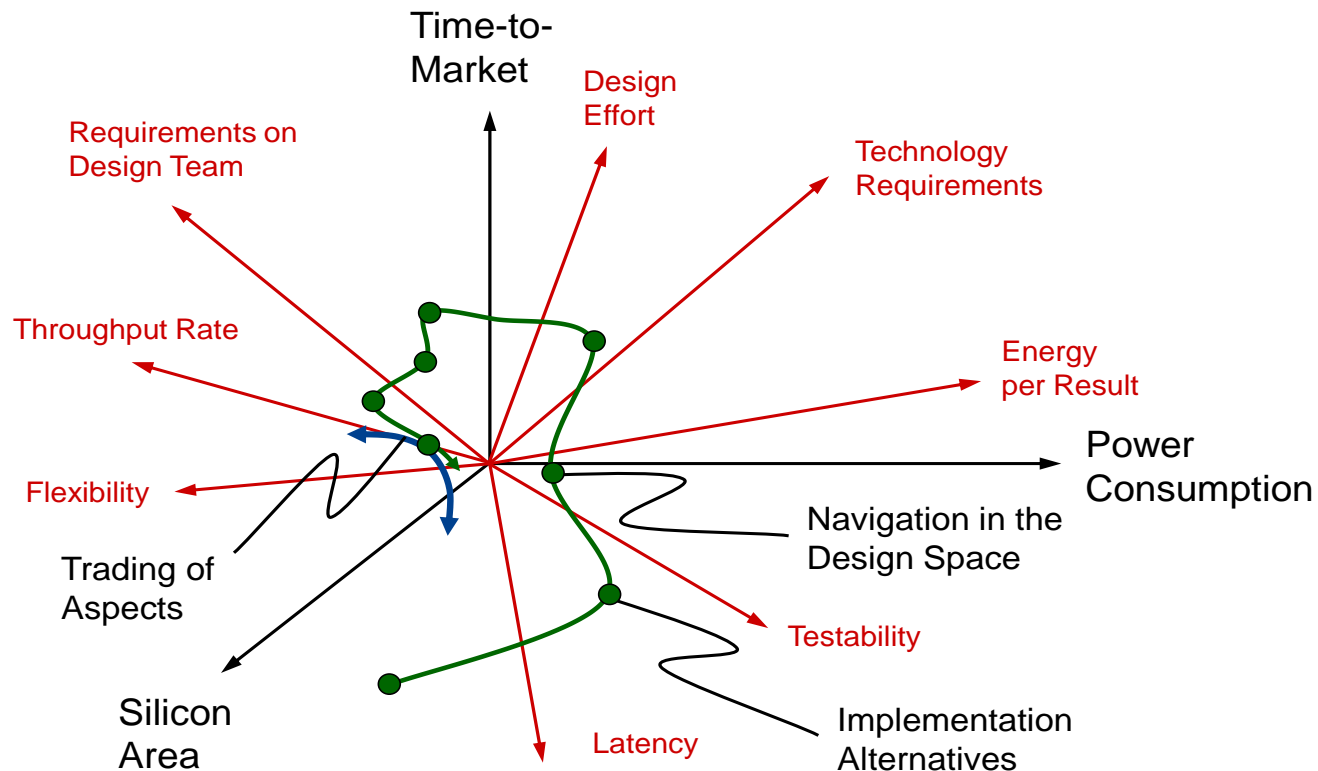 Time-to-
Market
Design
Effort
Requirements on
Design Team
Technology
Requirements
Throughput Rate
Energy
per Result
Power
Consumption
Flexibility
Navigation in the
Design Space
Trading of
Aspects
Testability
Silicon
Area
Latency
Implementation
Alternatives